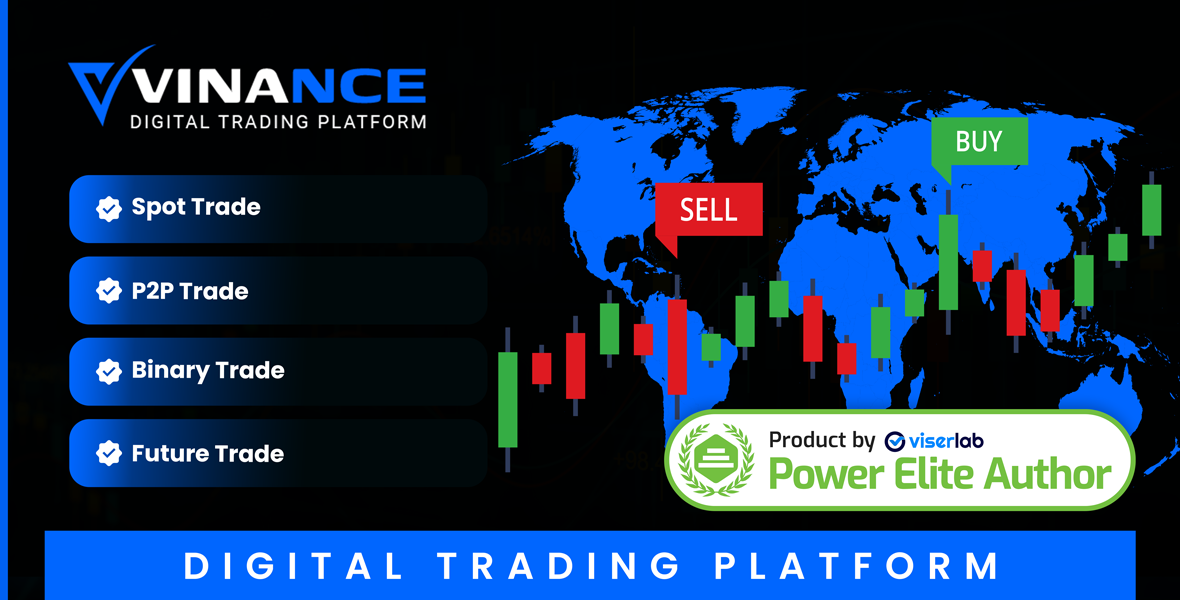 VINANCE
DIGITAL TRADING PLATFORM
Spot Trade
P2P Trade
Binary Trade
Future Trade
SELL
BUY
Product by viserlab
Power Elite Author
DIGITAL TRADING PLATFORM